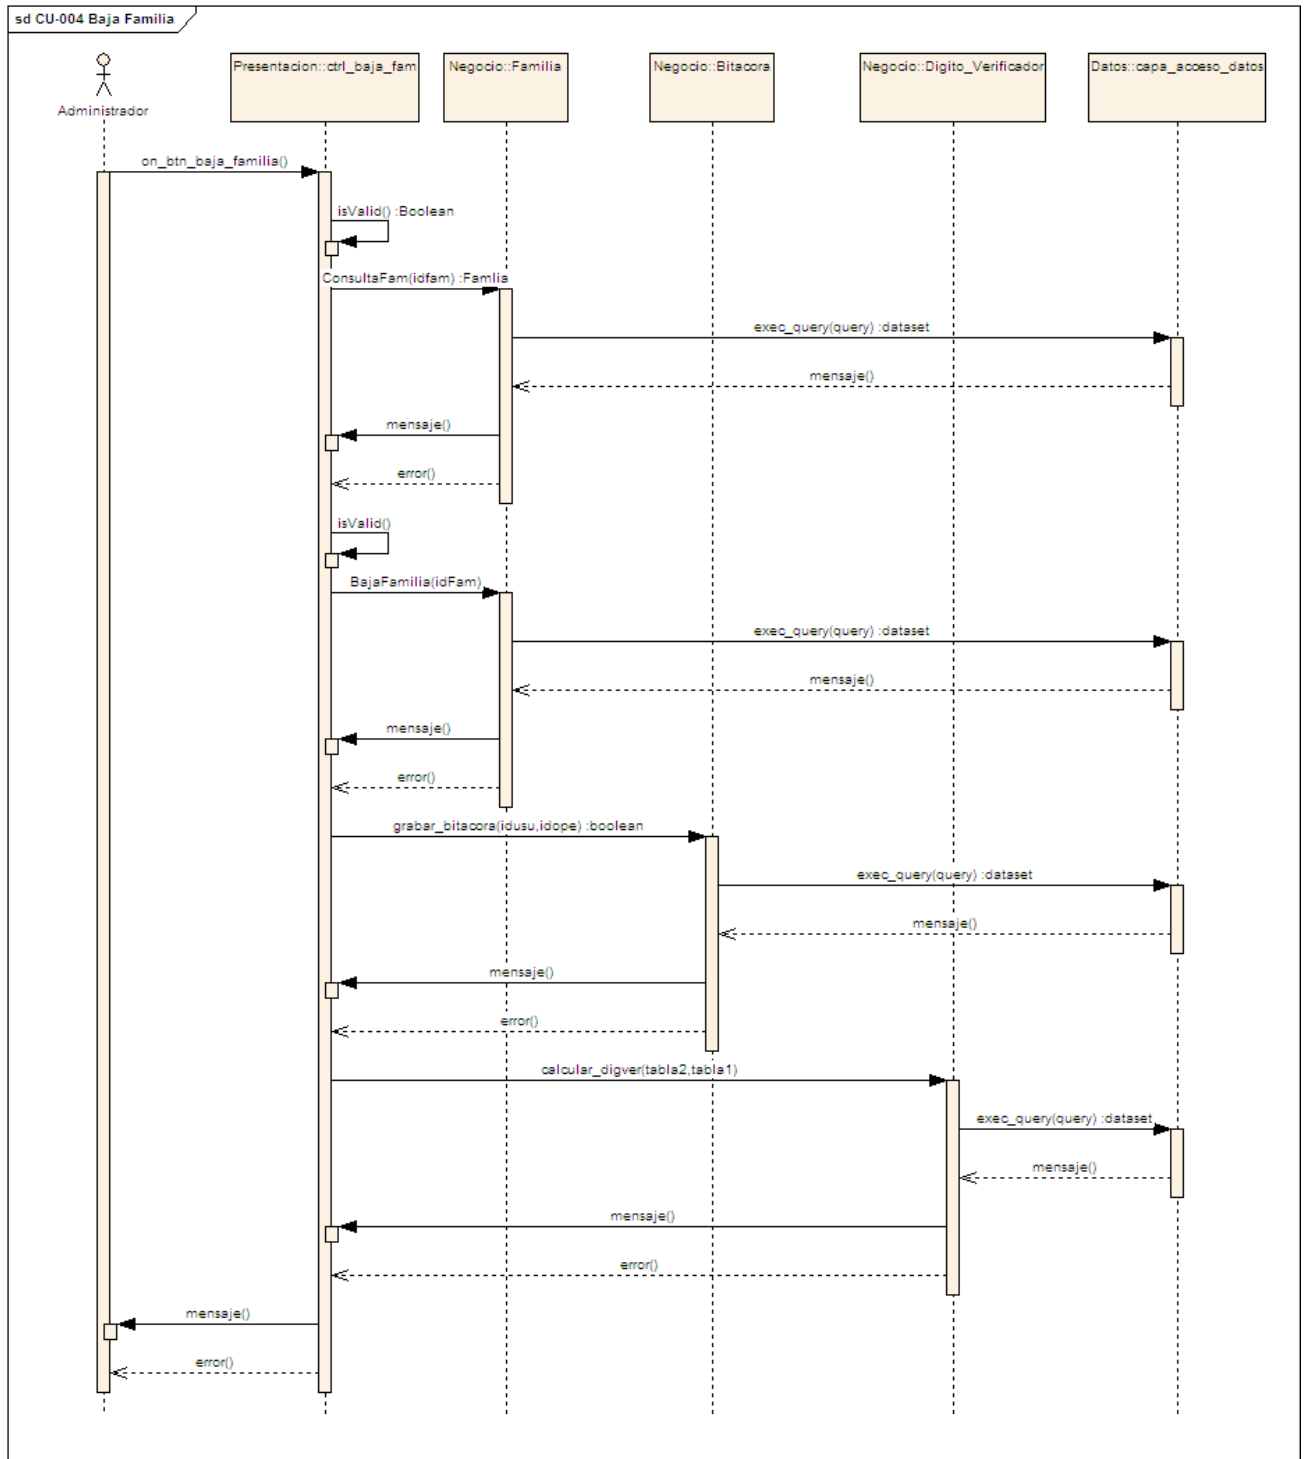 sd CU-004 Baja Familia
Administrador
Presentacion::ctrl_baja_fam
Negocio::Familia
Negocio::Bitacora
Negocio::Digito_Verificador
Datos::capa_acceso_datos
on_btn_baja_familia()
isValid() :Boolean
ConsultaFam(idfam) :Famlia
exec_query(query) :dataset
mensaje()
mensaje()
error()
isValid()
BajaFamilia(idFam)
exec_query(query) :dataset
mensaje()
mensaje()
error()
grabar_bitacora(idusu,idope) :boolean
exec_query(query) :dataset
mensaje()
mensaje()
error()
calcular_digver(tabla2,tabla1)
exec_query(query) :dataset
mensaje()
mensaje()
error()
mensaje()
error()